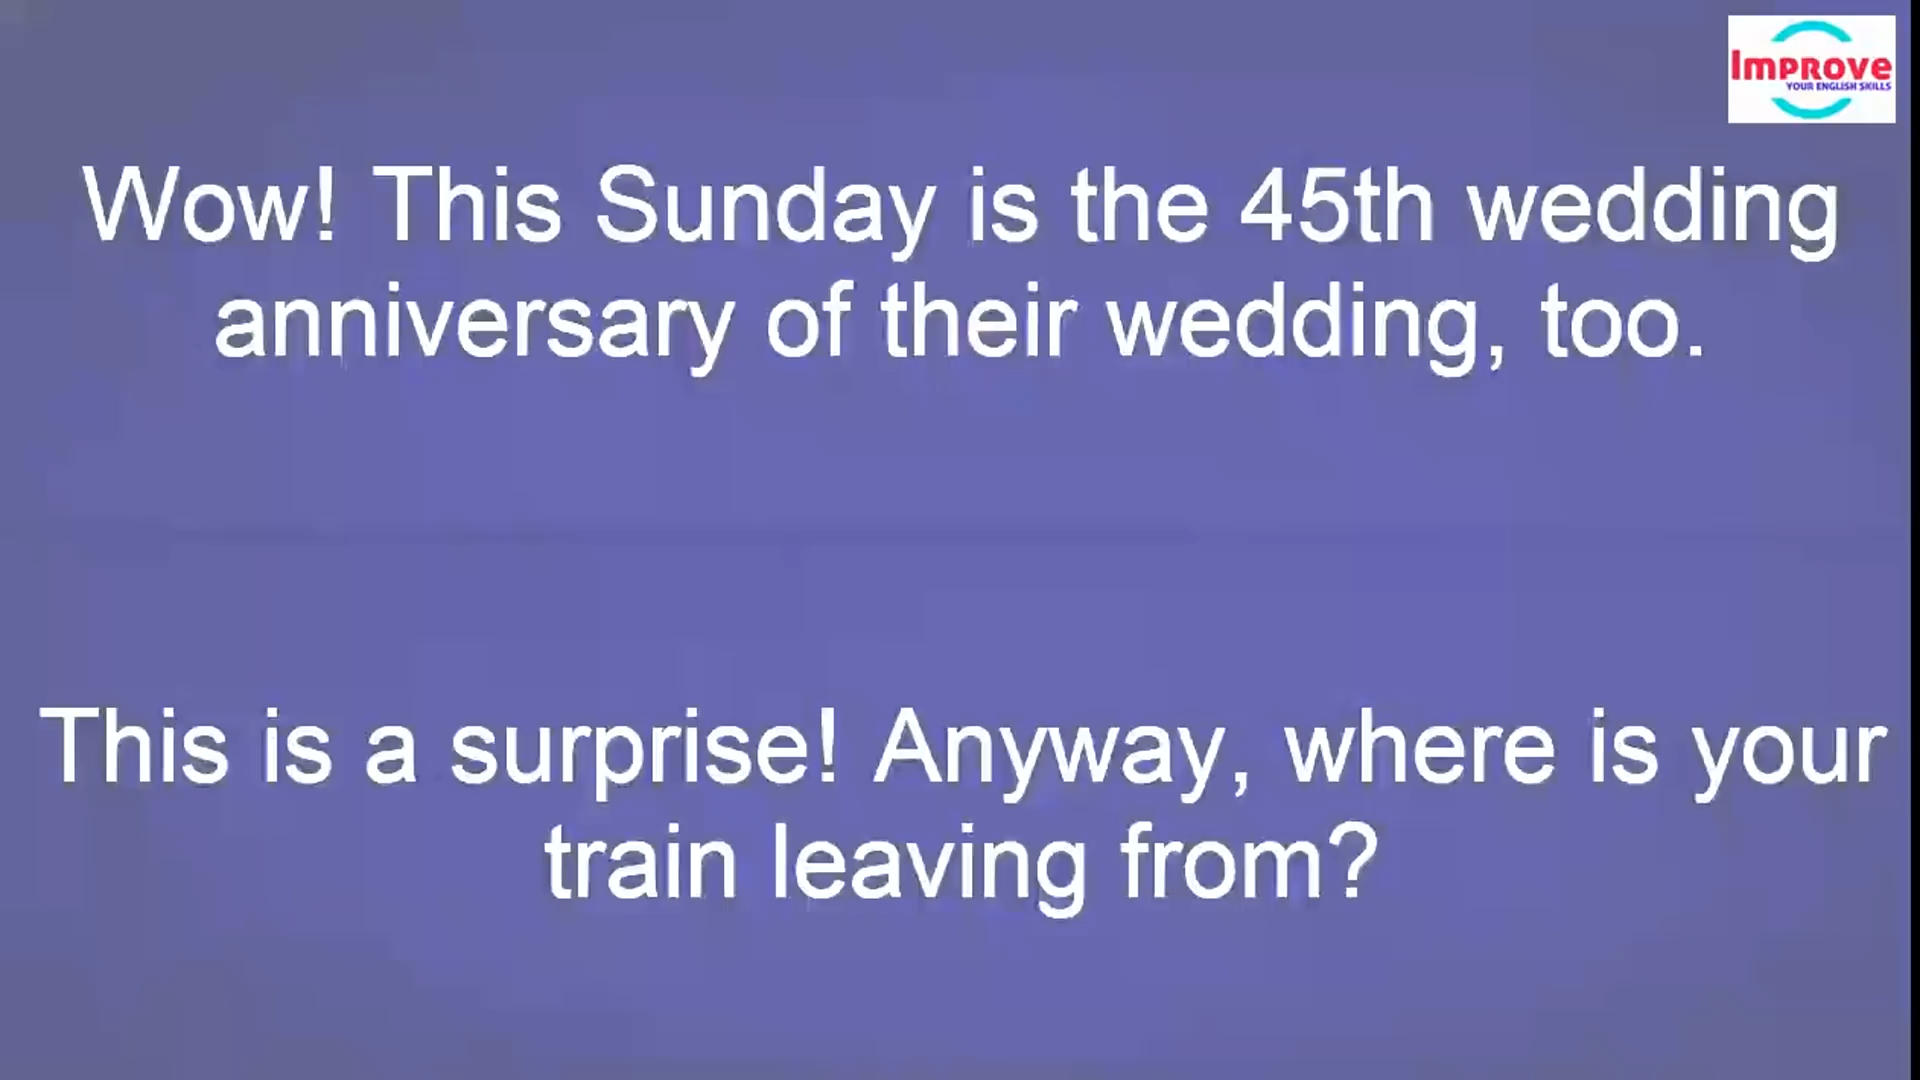 Improve
YOUR ENGLISH SKILLS
Wow! This Sunday is the 45th wedding
anniversary of their wedding, too.
This is a surprise! Anyway, where is your
train leaving from?